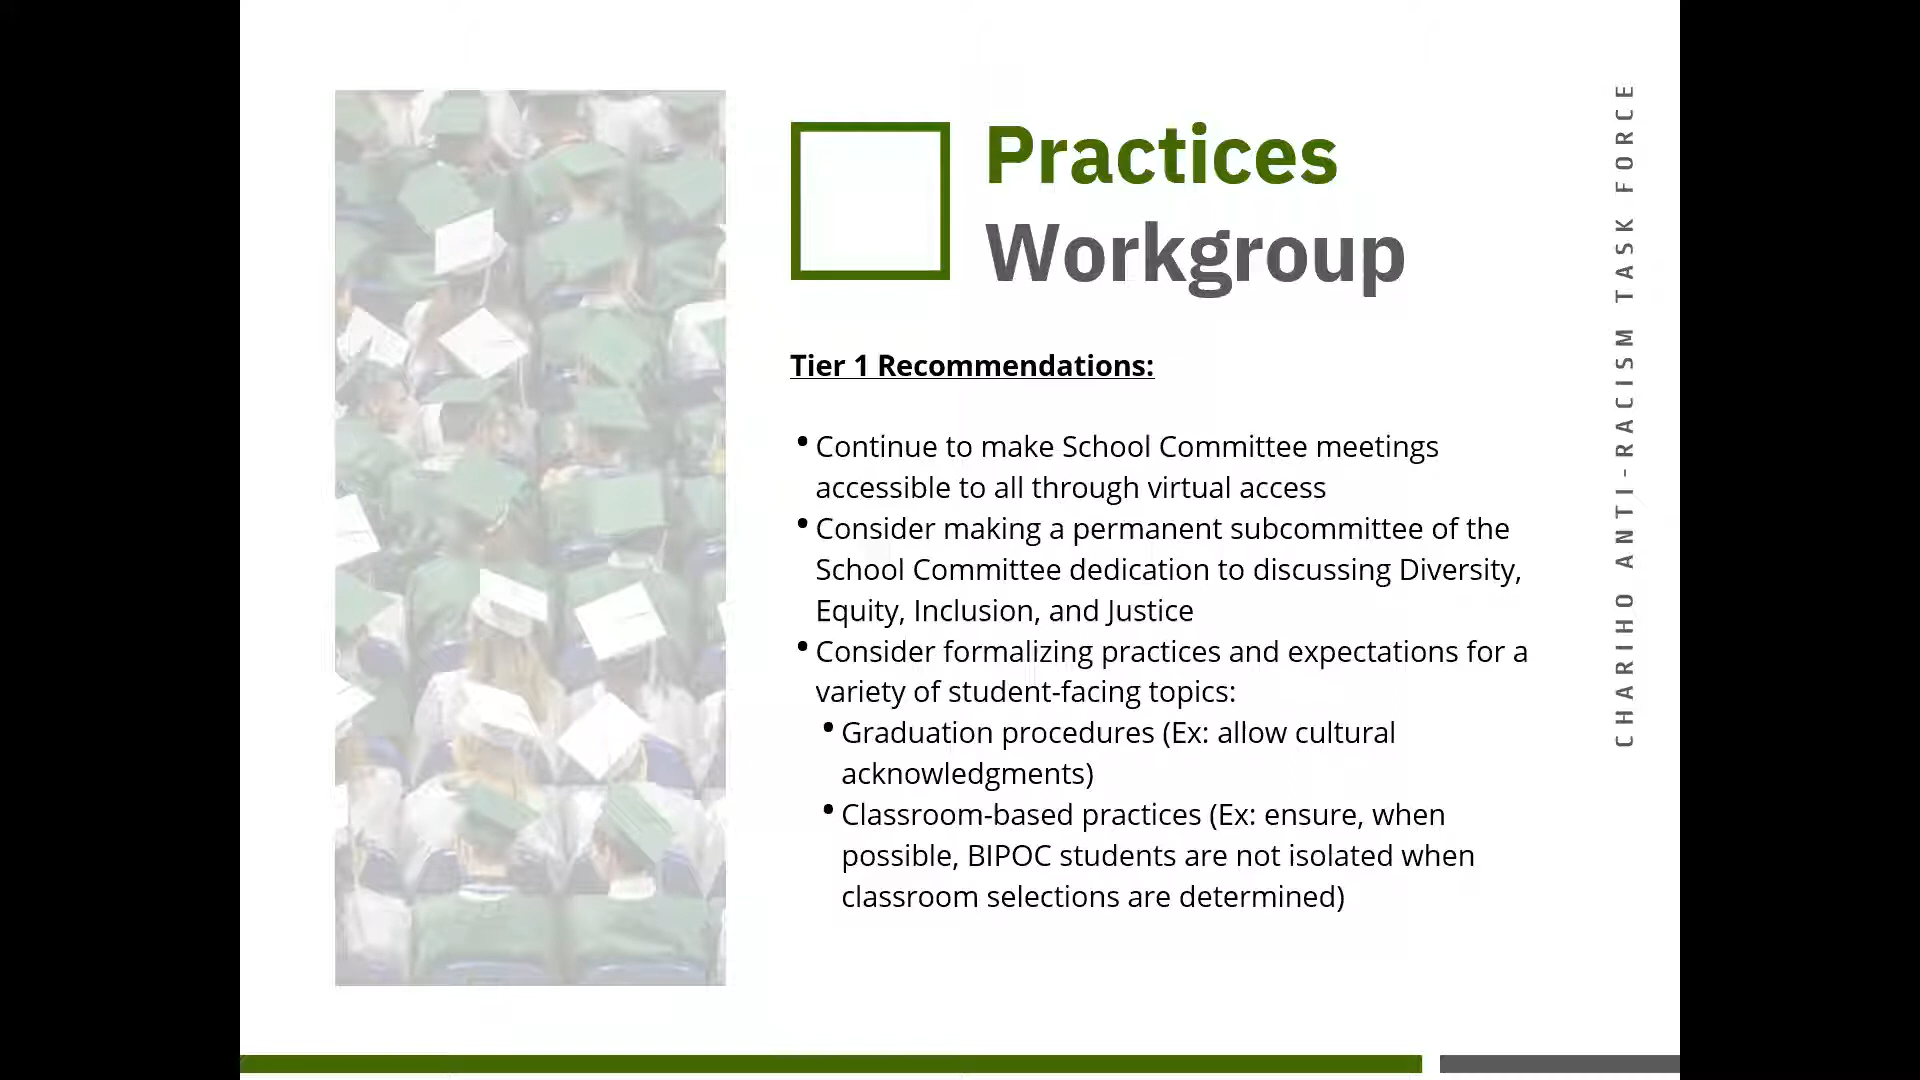 Practices
Workgroup
Tier 1 Recommendations:
• Continue to make School Committee meetings
accessible to all through virtual access
• Consider making a permanent subcommittee of the
School Committee dedication to discussing Diversity,
Equity, Inclusion, and Justice
• Consider formalizing practices and expectations for a
variety of student-facing topics:
• Graduation procedures (Ex: allow cultural
acknowledgments)
• Classroom-based practices (Ex: ensure, when
possible, BIPOC students are not isolated when
classroom selections are determined)
CHARIHO ANTI-RACISM TASK FORCE